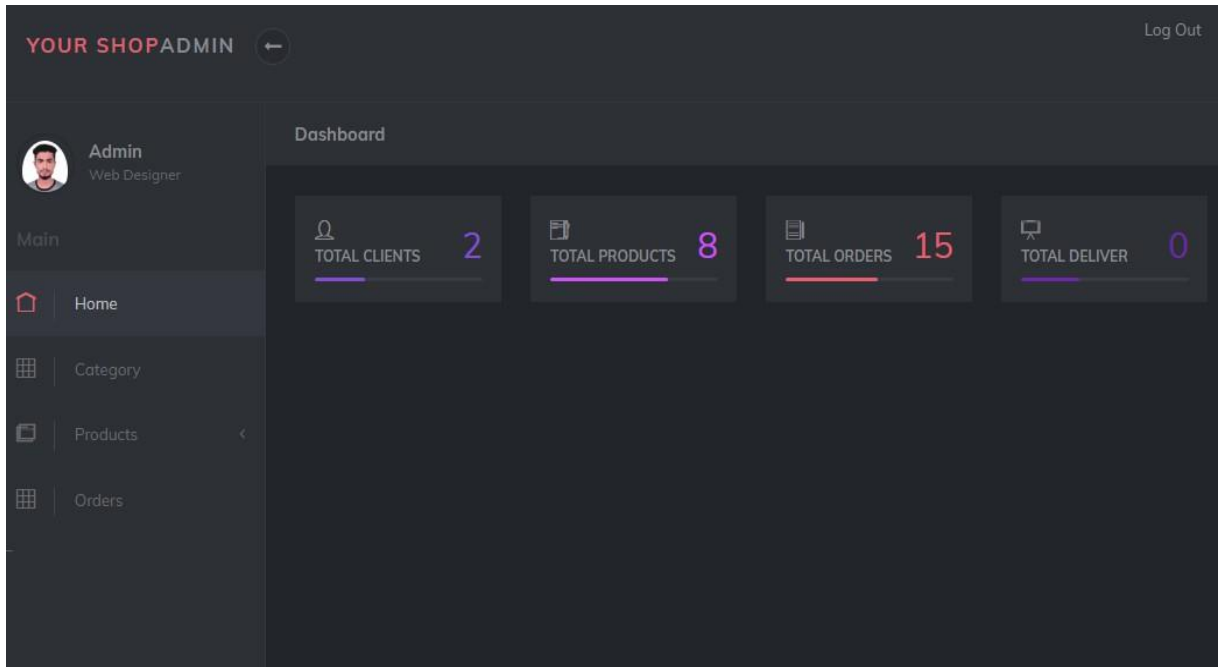 YOUR SHOPADMIN
Log Out
Admin
Web Designer
Main
Home
Category
Products
Orders
Dashboard
TOTAL CLIENTS 2
TOTAL PRODUCTS 8
TOTAL ORDERS 15
TOTAL DELIVER 0